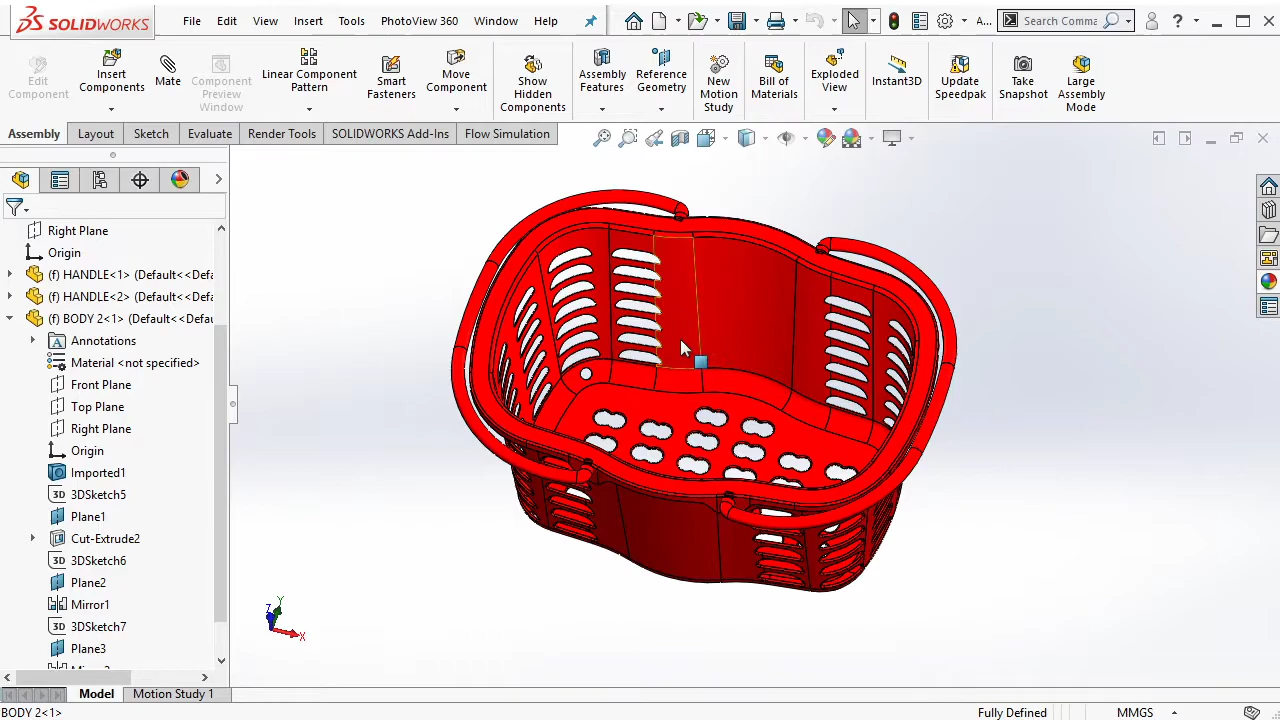 SOLIDWORKS File Edit View Insert Tools PhotoView 360 Window Help A... Search Comma ?
Edit Component
Insert Components
Mate
Component Preview Window
Linear Component Pattern
Smart Fasteners
Move Component
Show Hidden Components
Assembly Features
Reference Geometry
New Motion Study
Bill of Materials
Exploded View
Instant3D
Update Speedpak
Take Snapshot
Large Assembly Mode
Assembly Layout Sketch Evaluate Render Tools SOLIDWORKS Add-Ins Flow Simulation
Right Plane
Origin
(f) HANDLE<1> (Default<<Defa
(f) HANDLE<2> (Default<<Defa
(f) BODY 2<1> (Default<<Defau
Annotations
Material <not specified>
Front Plane
Top Plane
Right Plane
Origin
Imported1
3D 3DSketch5
Plane1
Cut-Extrude2
3D 3DSketch6
Plane2
Mirror1
3D 3DSketch7
Plane3
Z Y X
Model Motion Study 1
BODY 2<1> Fully Defined MMGS